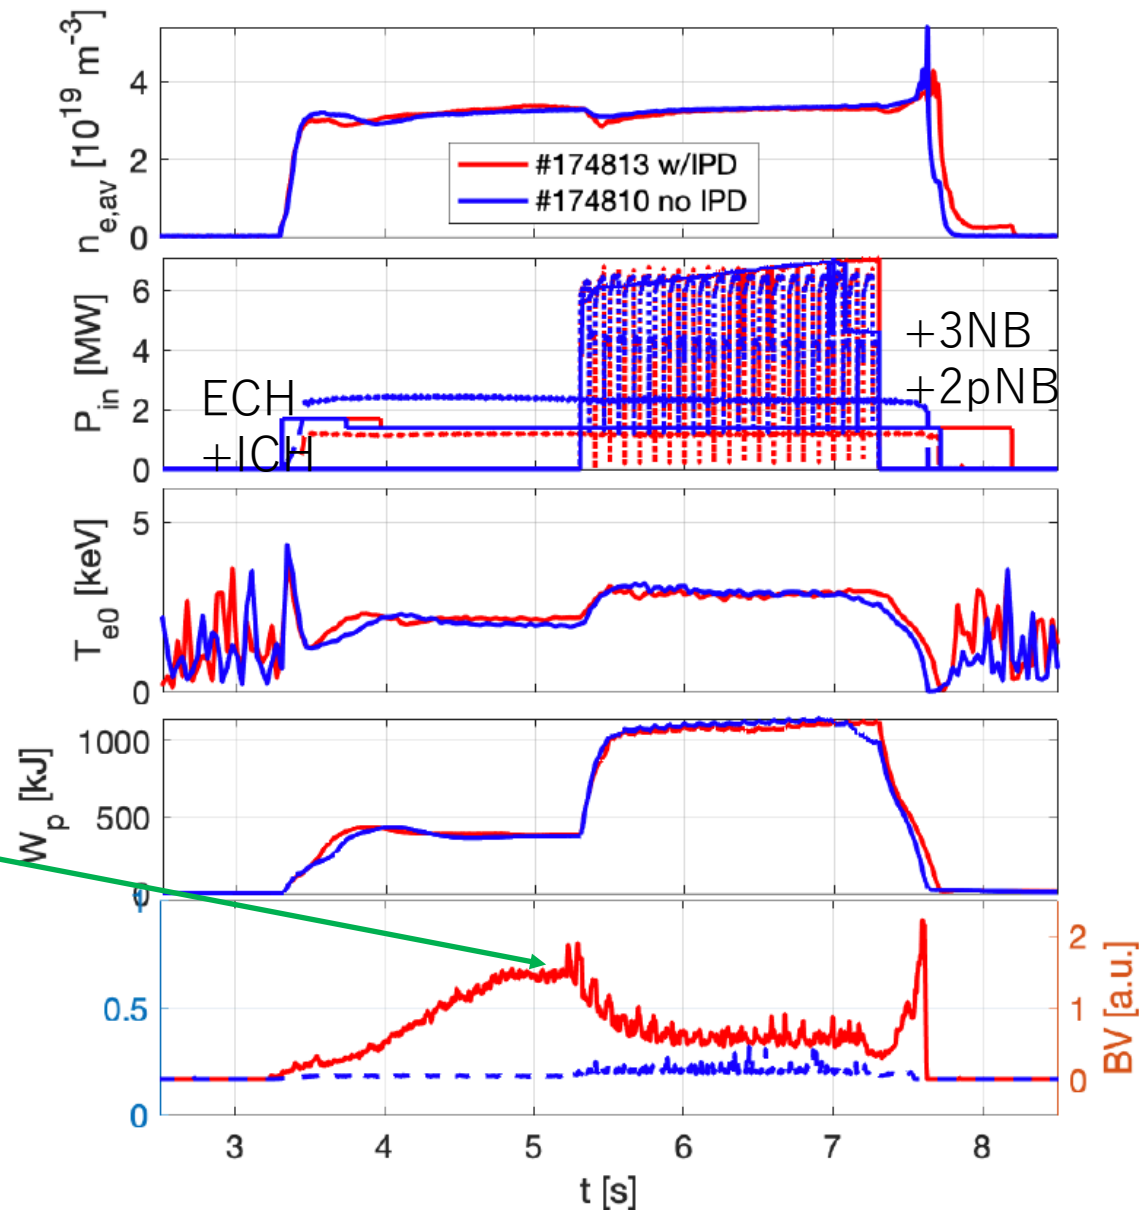 n_e,av [10^19 m^-3]
4
2
0
#174813 w/IPD
#174810 no IPD
P_in [MW]
6
4
2
0
ECH
+ICH
+3NB
+2pNB
T_e0 [keV]
5
0
W_p [kJ]
1000
500
0
1
0.5
0
2
1
0
BV [a.u.]
3 4 5 6 7 8
t [s]